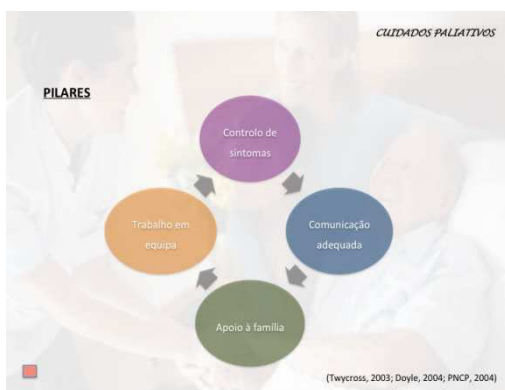 CUIDADOS PALIATIVOS
PILARES
Controlo de
sintomas
Trabalho em
equipa
Comunicação
adequada
Apoio à família
(Twycross, 2003; Doyle, 2004; PNCP, 2004)